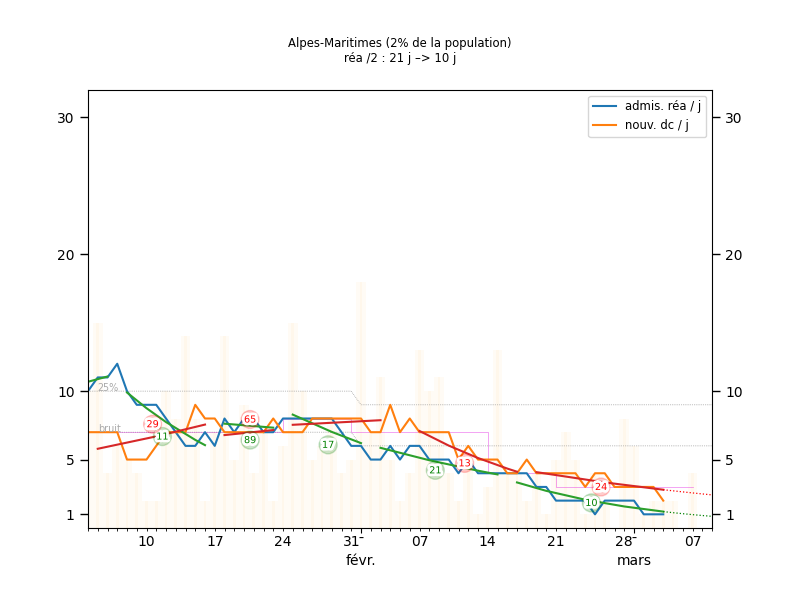 Alpes-Maritimes (2% de la population)
réa /2 : 21 j –> 10 j
admis. réa / j
nouv. dc / j
30 30
20 20
10 10
5 5
1 1
25%
bruit
29
11
65
89
17
21
13
24
10
10 17 24 31 07 14 21 28 07
févr. mars